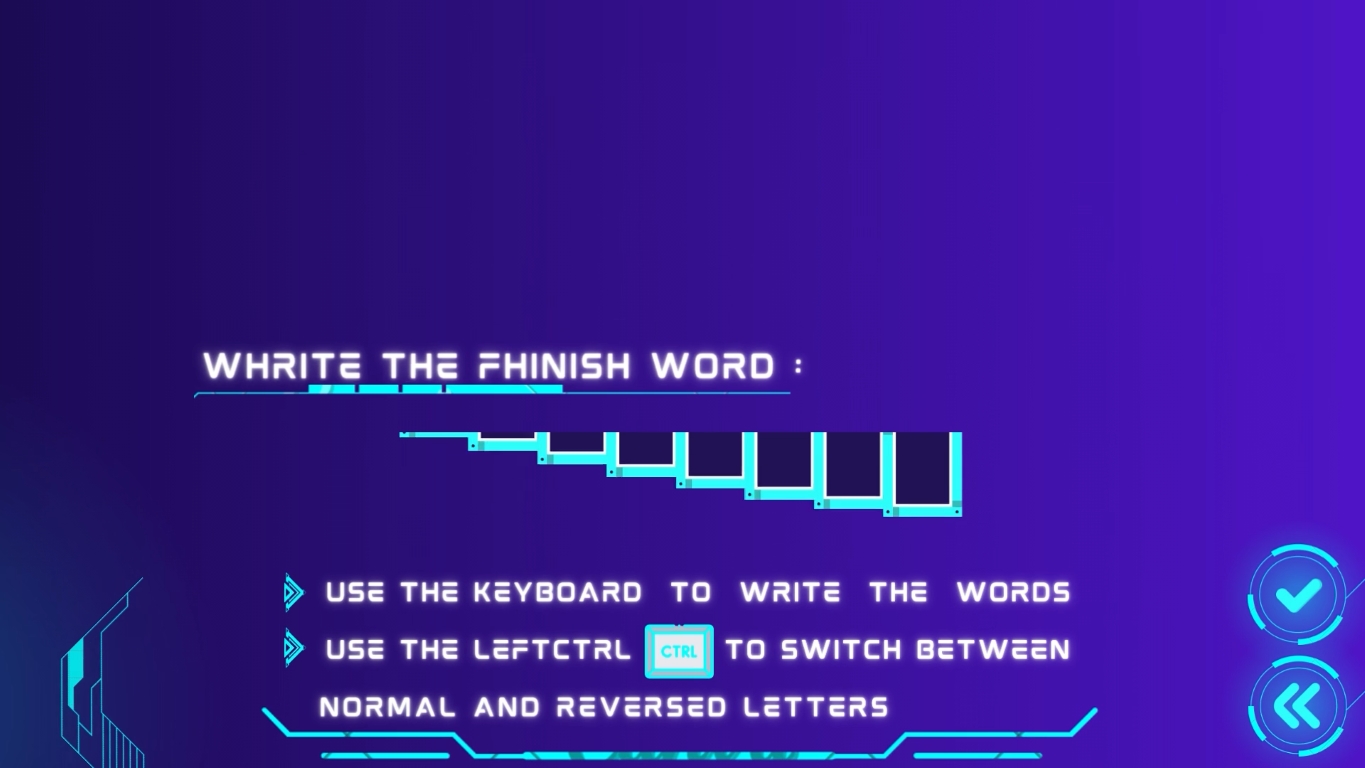 WHRITE THE FHINISH WORD :
USE THE KEYBOARD TO WRITE THE WORDS
USE THE LEFTCTRL CTRL TO SWITCH BETWEEN
NORMAL AND REVERSED LETTERS